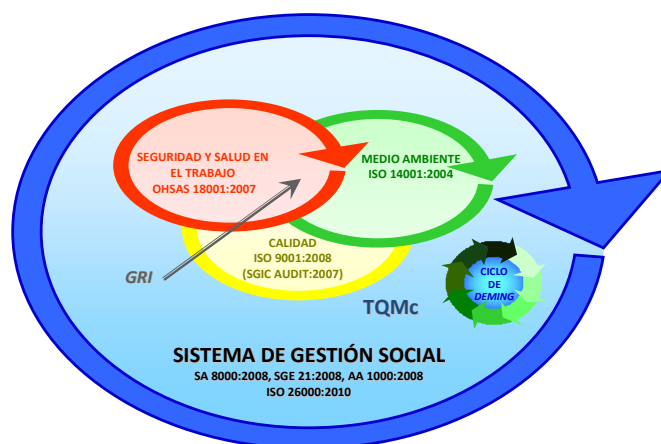 SEGURIDAD Y SALUD EN
EL TRABAJO
OHSAS 18001:2007
MEDIO AMBIENTE
ISO 14001:2004
CALIDAD
ISO 9001:2008
(SGIC AUDIT:2007)
GRI
CICLO
DE
DEMING
TQMc
SISTEMA DE GESTIÓN SOCIAL
SA 8000:2008, SGE 21:2008, AA 1000:2008
ISO 26000:2010